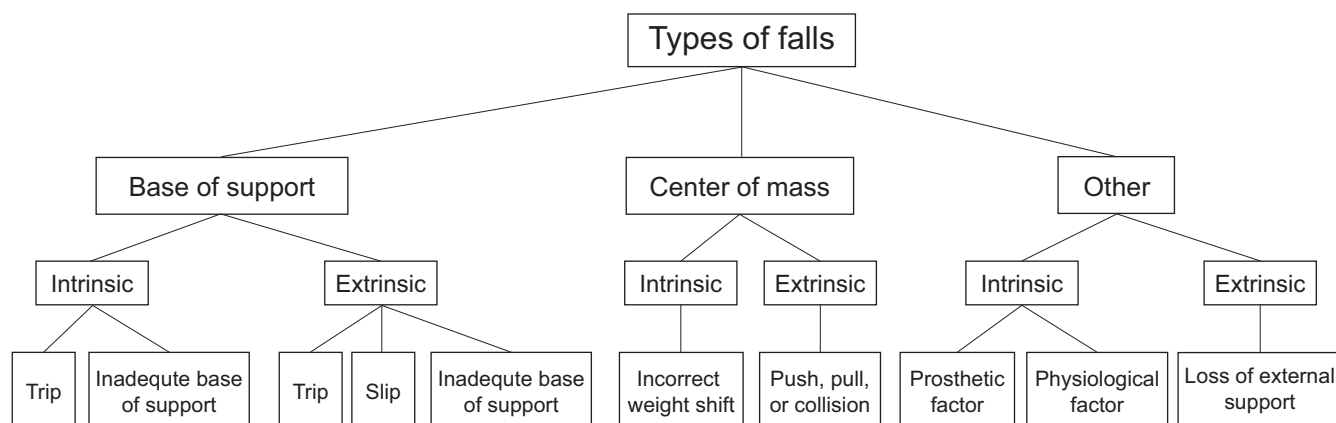 Types of falls
Base of support
Center of mass
Other
Intrinsic
Extrinsic
Intrinsic
Extrinsic
Intrinsic
Extrinsic
Trip
Inadequte base
of support
Trip
Slip
Inadequte base
of support
Incorrect
weight shift
Push, pull,
or collision
Prosthetic
factor
Physiological
factor
Loss of external
support